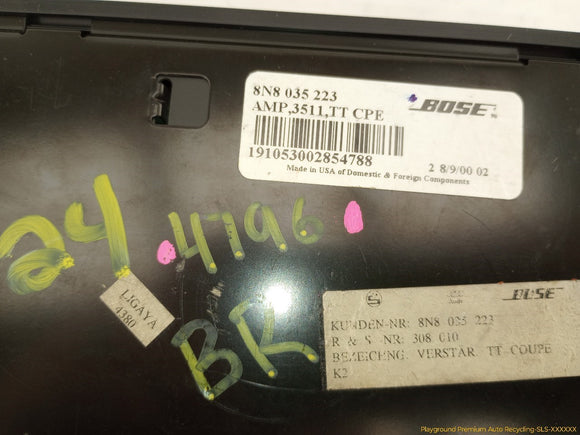 8N8 035 223
BOSE
AMP,3511,TT CPE
191053002854788
2 8/9/00 02
Made in USA of Domestic & Foreign Components
24 4796
LIGAYA
4380
BR
BOSE
KUNDEN-NR: 8N8 035 223
R & S NR: 308 010
BEZEICHNG. VERSTÄR. TT COUPE
K2
Playground Premium Auto Recycling-SLS-XXXXXX